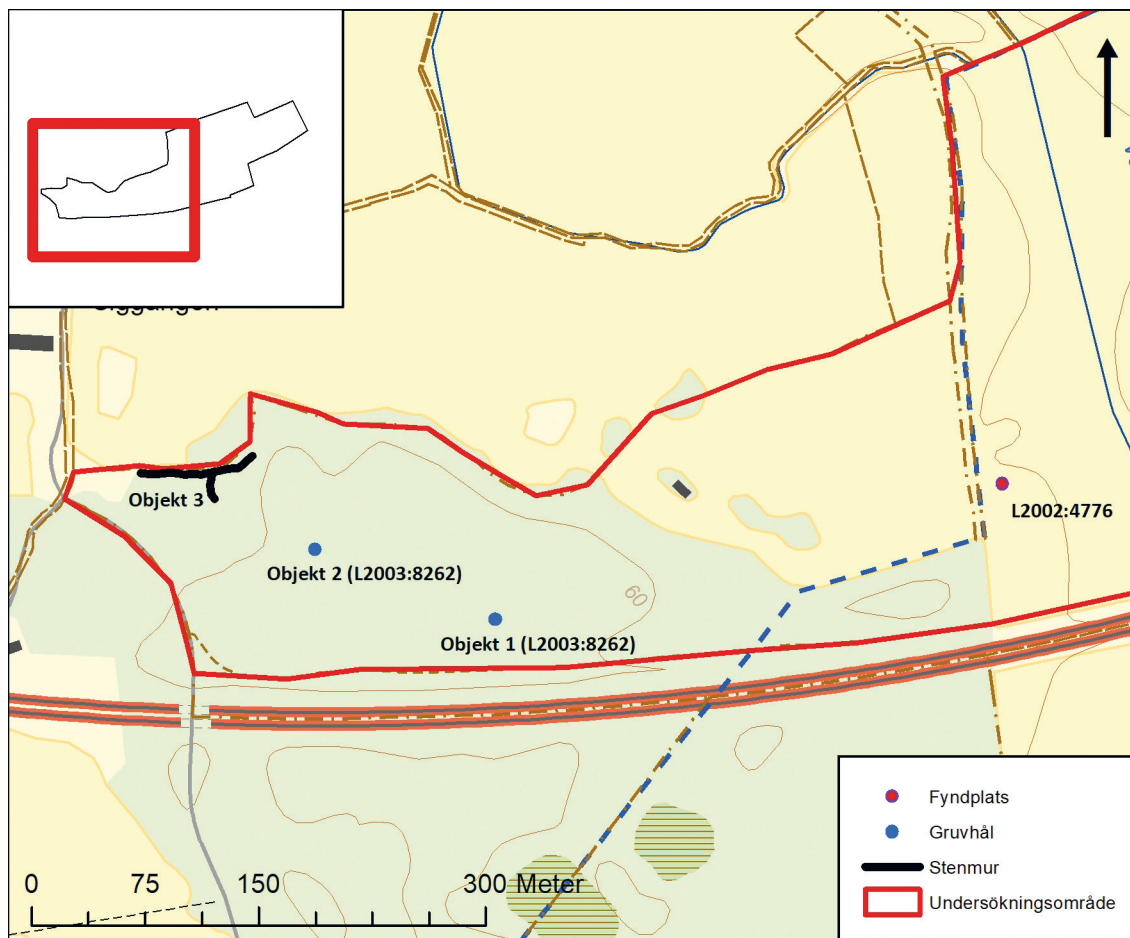 Objekt 3
L2002:4776
Objekt 2 (L2003:8262)
60
Objekt 1 (L2003:8262)
Fyndplats
Gruvhål
Stenmur
Undersökningsområde
0 75 150 300 Meter